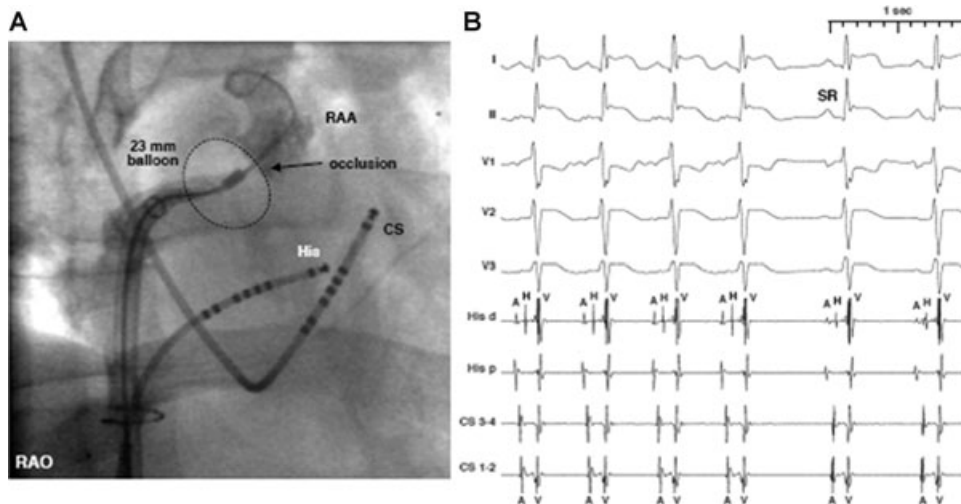 A
RAA
23 mm
balloon
occlusion
CS
His
RAO
B
1 sec
I
II
SR
V1
V2
V3
A H V A H V A H V A H V A H V A H V
His d
His p
CS 3-4
CS 1-2
A V A V A V A V A V A V